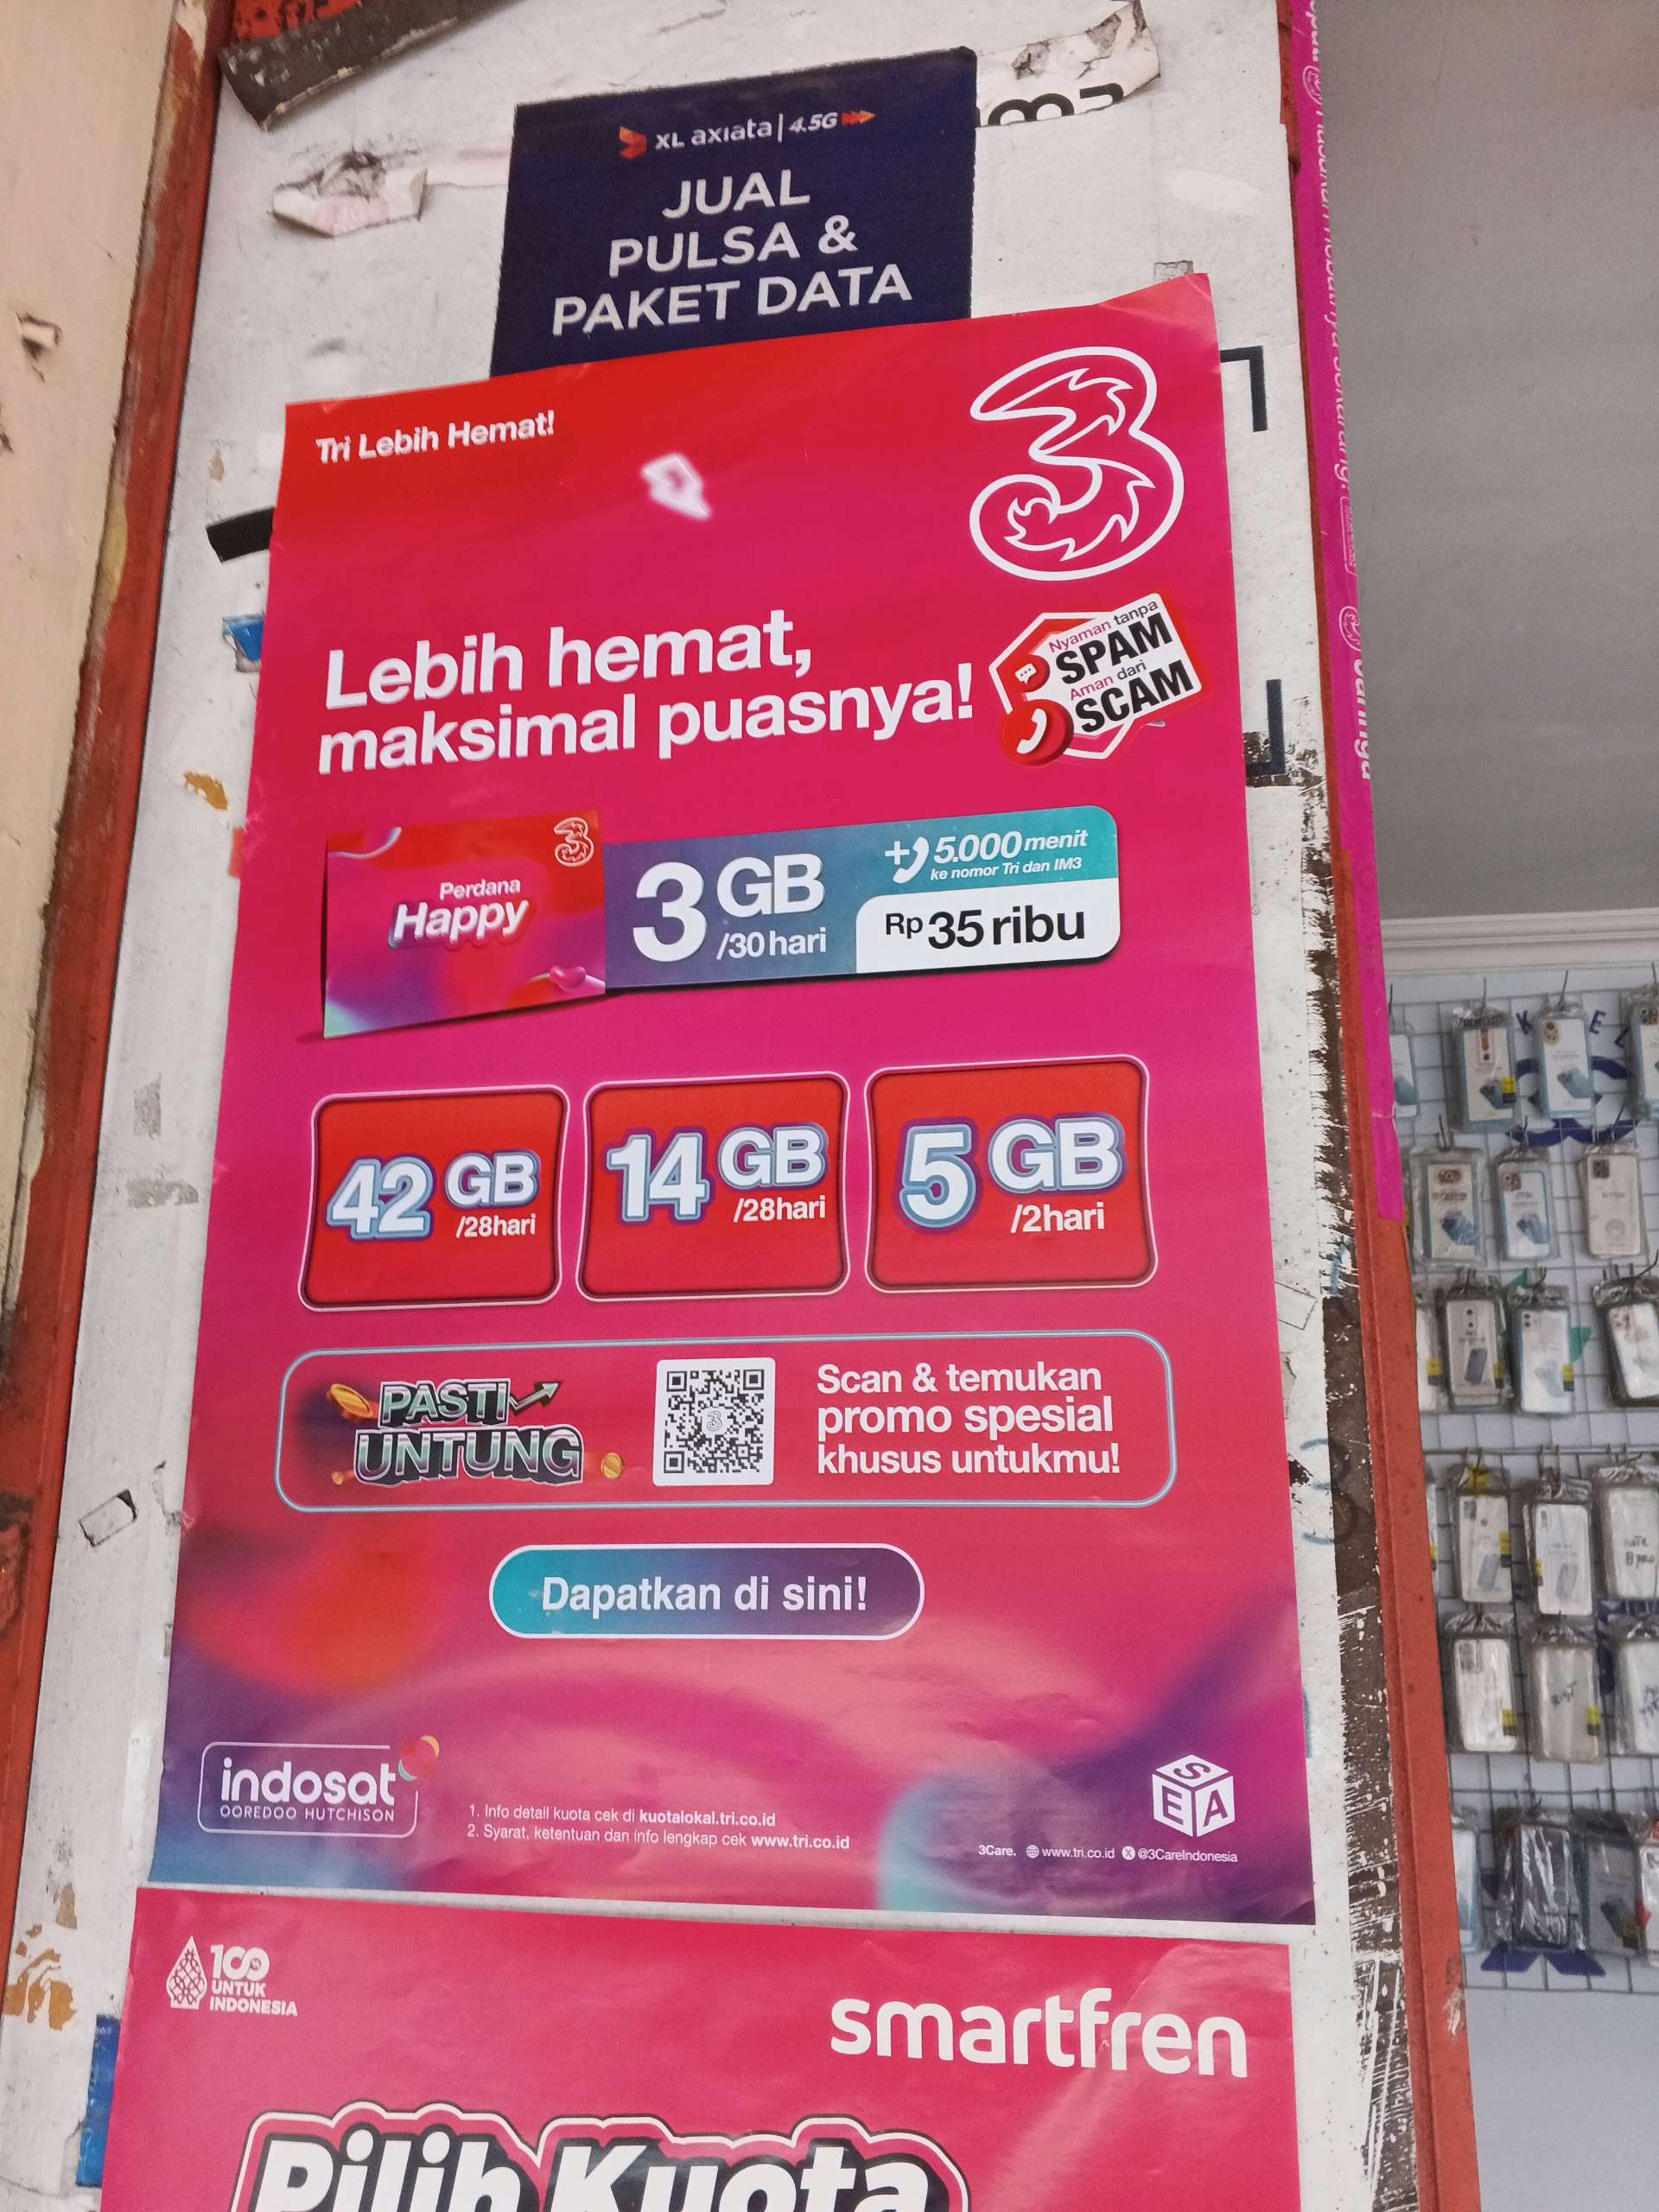 XL axiata | 4.5G
JUAL
PULSA &
PAKET DATA
Tri Lebih Hemat!
3
Lebih hemat,
maksimal puasnya!
Nyaman tanpa
SPAM
Aman dari
SCAM
Perdana
Happy
3
3 GB
/30 hari
+ 5.000 menit
ke nomor Tri dan IM3
Rp 35 ribu
42 GB
/28hari
14 GB
/28hari
5 GB
/2hari
PASTI
UNTUNG
Scan & temukan
promo spesial
khusus untukmu!
Dapatkan di sini!
indosat
OOREDOO HUTCHISON
1. Info detail kuota cek di kuotalokal.tri.co.id
2. Syarat, ketentuan dan info lengkap cek www.tri.co.id
SEA
3Care. www.tri.co.id @3CareIndonesia
100%
UNTUK
INDONESIA
smartfren
Pilih Kuota